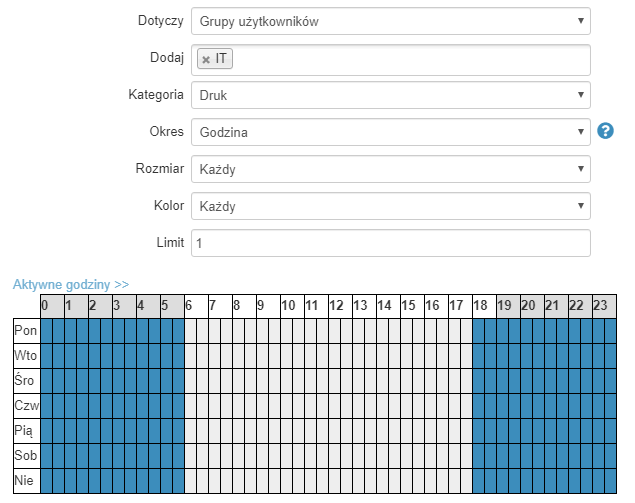 Dotyczy Grupy użytkowników
Dodaj × IT
Kategoria Druk
Okres Godzina ?
Rozmiar Każdy
Kolor Każdy
Limit 1
Aktywne godziny >>
0 1 2 3 4 5 6 7 8 9 10 11 12 13 14 15 16 17 18 19 20 21 22 23
Pon
Wto
Śro
Czw
Pią
Sob
Nie